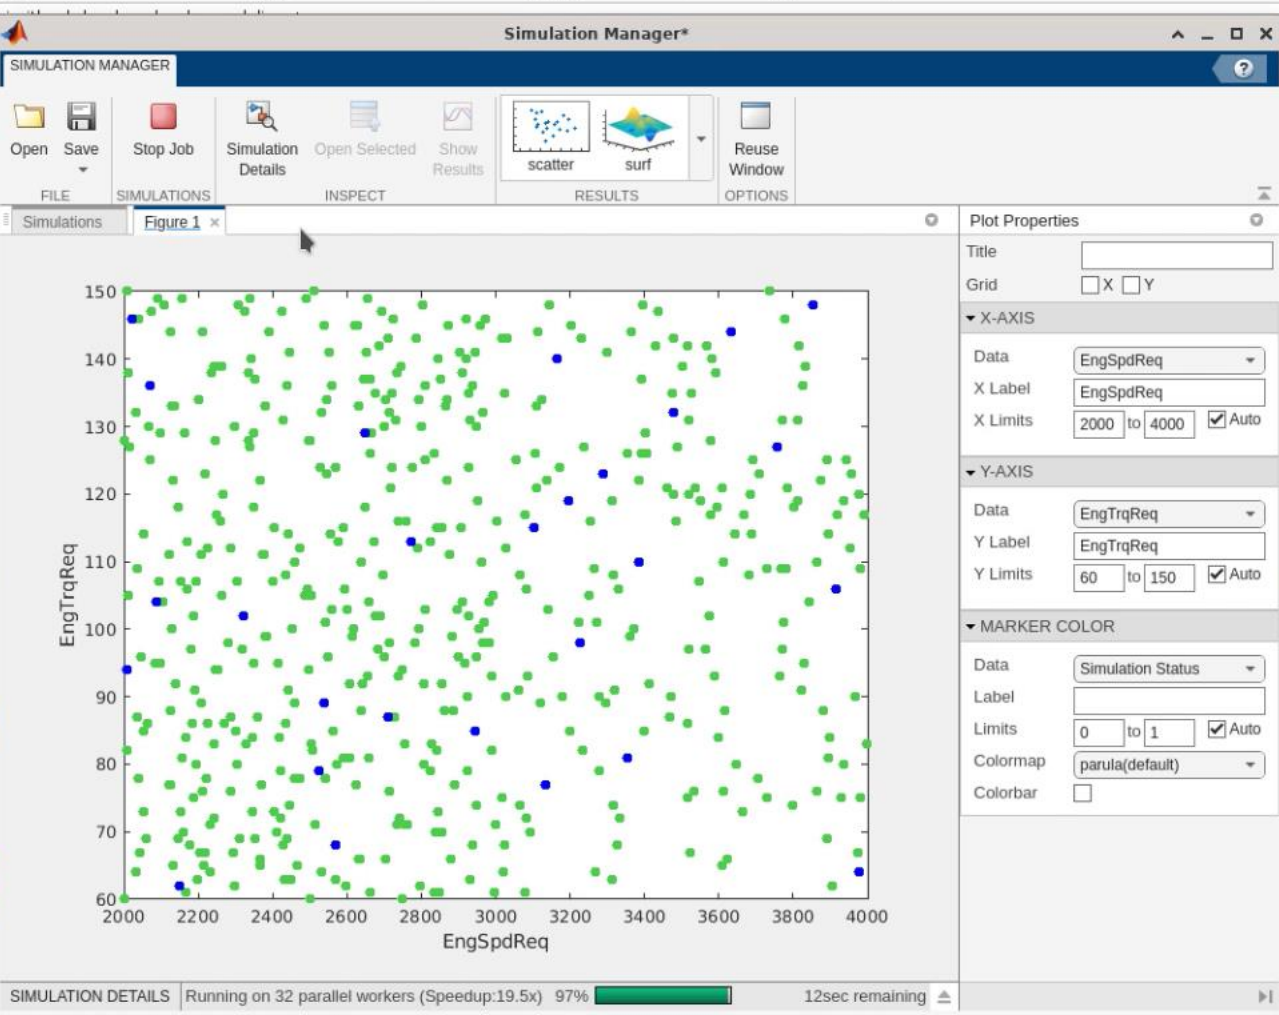 Simulation Manager*
SIMULATION MANAGER
?
Open
Save
Stop Job
Simulation Details
Open Selected
Show Results
scatter
surf
Reuse Window
FILE
SIMULATIONS
INSPECT
RESULTS
OPTIONS
Simulations
Figure 1
150
140
130
120
110
100
90
80
70
60
EngTrqReq
2000 2200 2400 2600 2800 3000 3200 3400 3600 3800 4000
EngSpdReq
Plot Properties
Title
Grid X Y
X-AXIS
Data EngSpdReq
X Label EngSpdReq
X Limits 2000 to 4000 Auto
Y-AXIS
Data EngTrqReq
Y Label EngTrqReq
Y Limits 60 to 150 Auto
MARKER COLOR
Data Simulation Status
Label
Limits 0 to 1 Auto
Colormap parula(default)
Colorbar
SIMULATION DETAILS Running on 32 parallel workers (Speedup:19.5x) 97% 12sec remaining